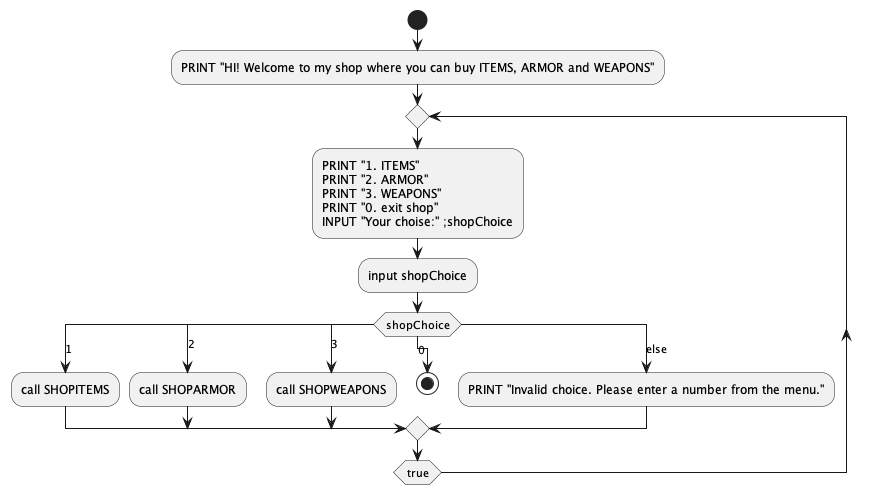 PRINT "HI! Welcome to my shop where you can buy ITEMS, ARMOR and WEAPONS"
PRINT "1. ITEMS"
PRINT "2. ARMOR"
PRINT "3. WEAPONS"
PRINT "0. exit shop"
INPUT "Your choise:" ;shopChoice
input shopChoice
shopChoice
1
2
3
0
else
call SHOPITEMS
call SHOPARMOR
call SHOPWEAPONS
PRINT "Invalid choice. Please enter a number from the menu."
true